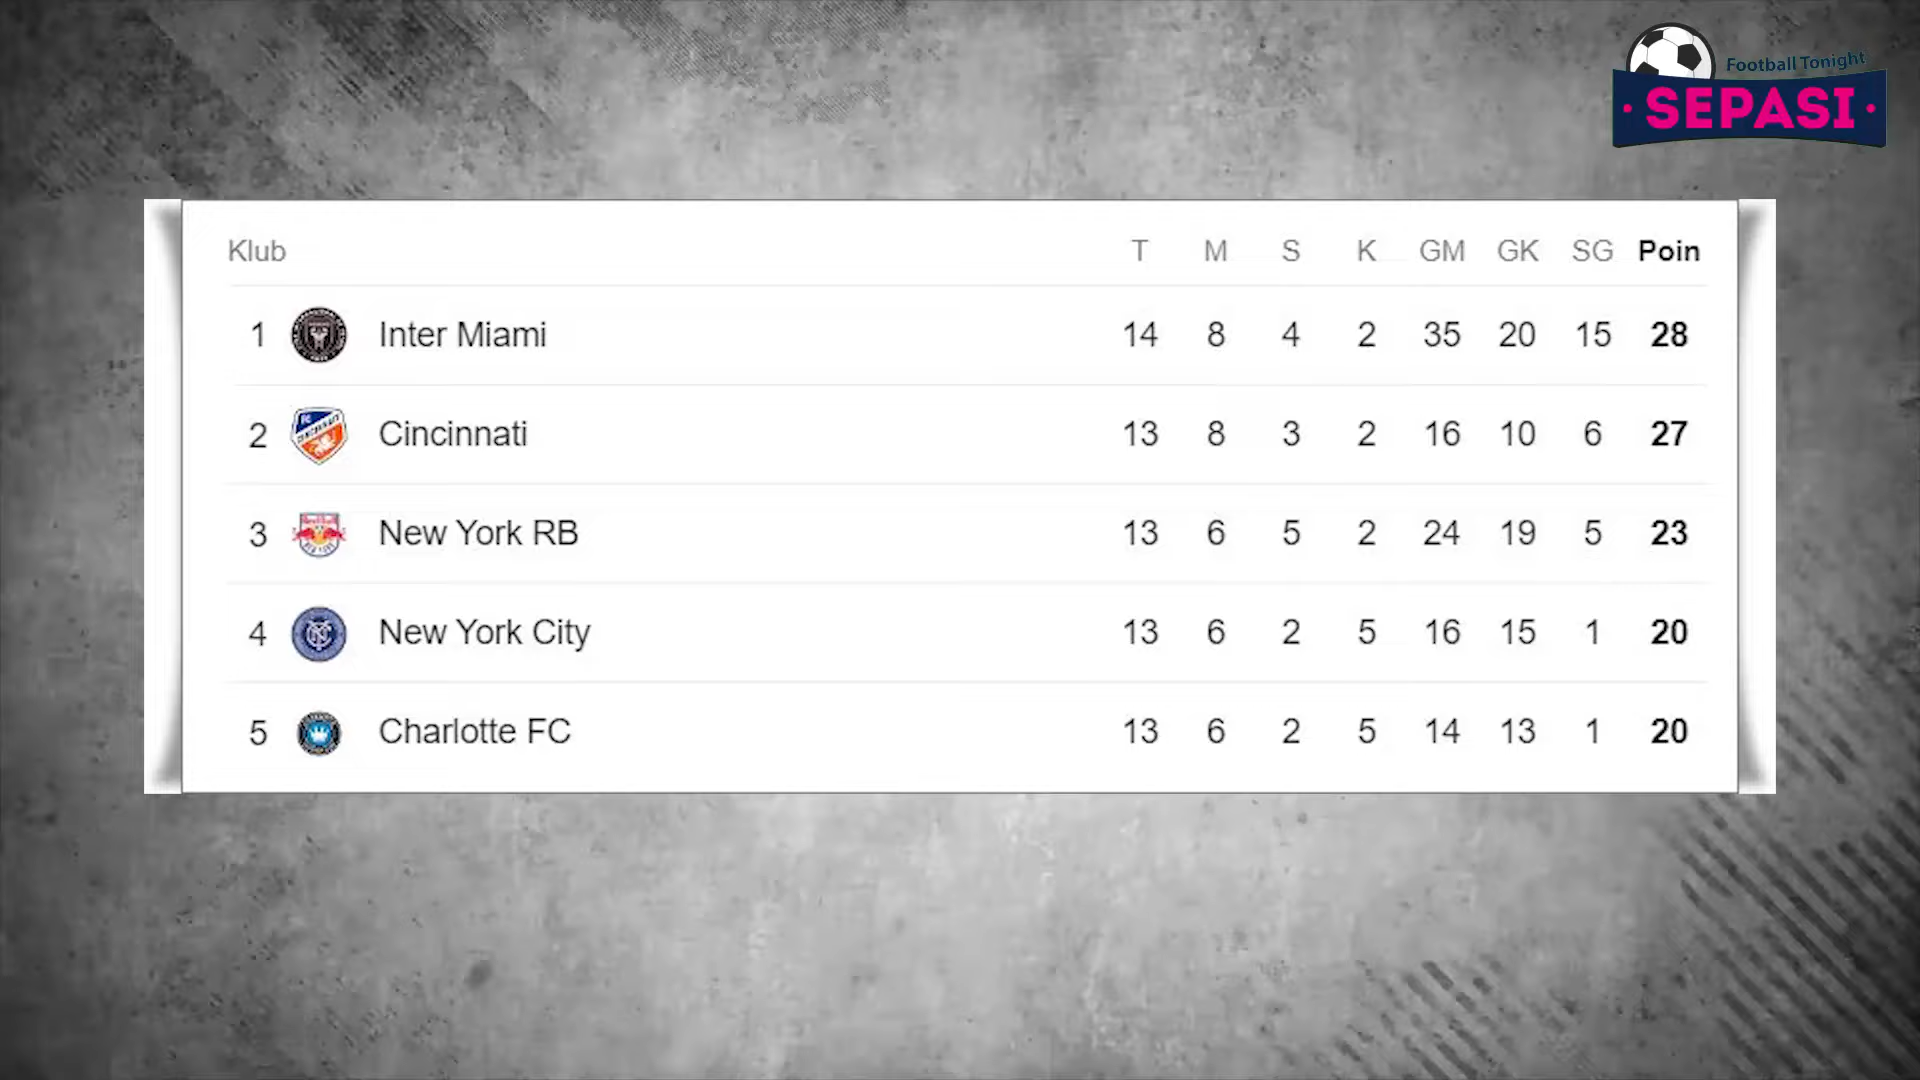 Football Tonight
SEPASI
Klub T M S K GM GK SG Poin
1 Inter Miami 14 8 4 2 35 20 15 28
2 Cincinnati 13 8 3 2 16 10 6 27
3 New York RB 13 6 5 2 24 19 5 23
4 New York City 13 6 2 5 16 15 1 20
5 Charlotte FC 13 6 2 5 14 13 1 20